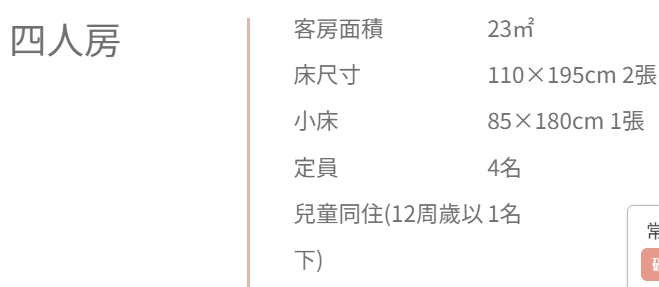 四人房
客房面積 23㎡
床尺寸 110×195cm 2張
小床 85×180cm 1張
定員 4名
兒童同住(12周歲以 1名
下)
常